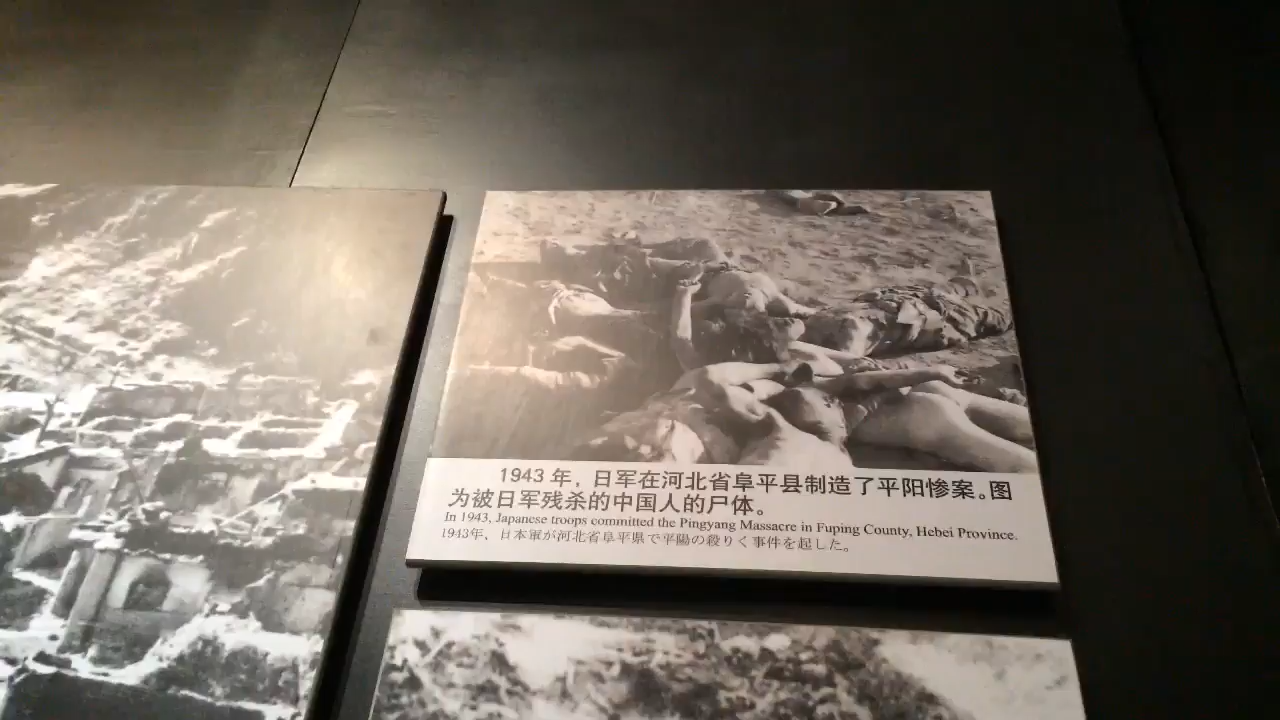 1943 年，日军在河北省阜平县制造了平阳惨案。图
为被日军残杀的中国人的尸体。
In 1943, Japanese troops committed the Pingyang Massacre in Fuping County, Hebei Province.
1943年、日本軍が河北省阜平県で平陽の殺りく事件を起した。